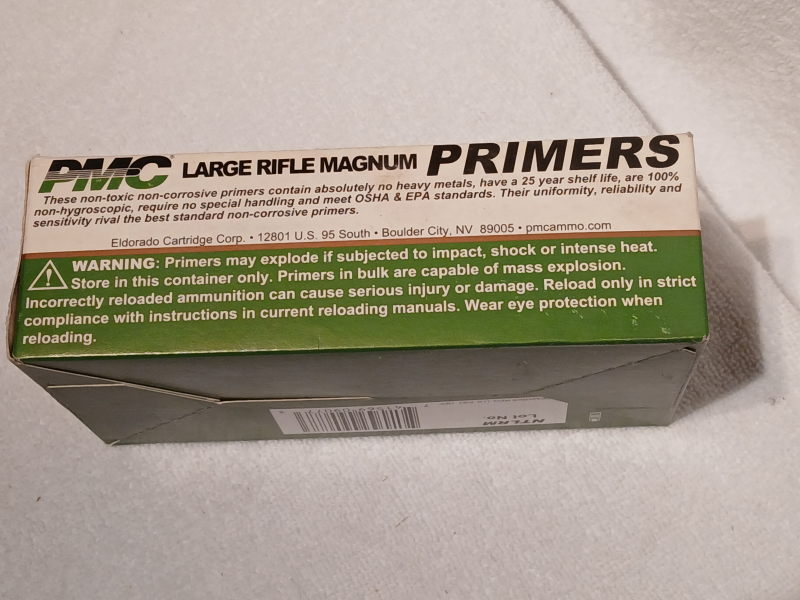 PMC® LARGE RIFLE MAGNUM PRIMERS
These non-toxic non-corrosive primers contain absolutely no heavy metals, have a 25 year shelf life, are 100%
non-hygroscopic, require no special handling and meet OSHA & EPA standards. Their uniformity, reliability and
sensitivity rival the best standard non-corrosive primers.
Eldorado Cartridge Corp. • 12801 U.S. 95 South • Boulder City, NV 89005 • pmcammo.com
WARNING: Primers may explode if subjected to impact, shock or intense heat.
Store in this container only. Primers in bulk are capable of mass explosion.
Incorrectly reloaded ammunition can cause serious injury or damage. Reload only in strict
compliance with instructions in current reloading manuals. Wear eye protection when
reloading.
NTLRM
Lot No.